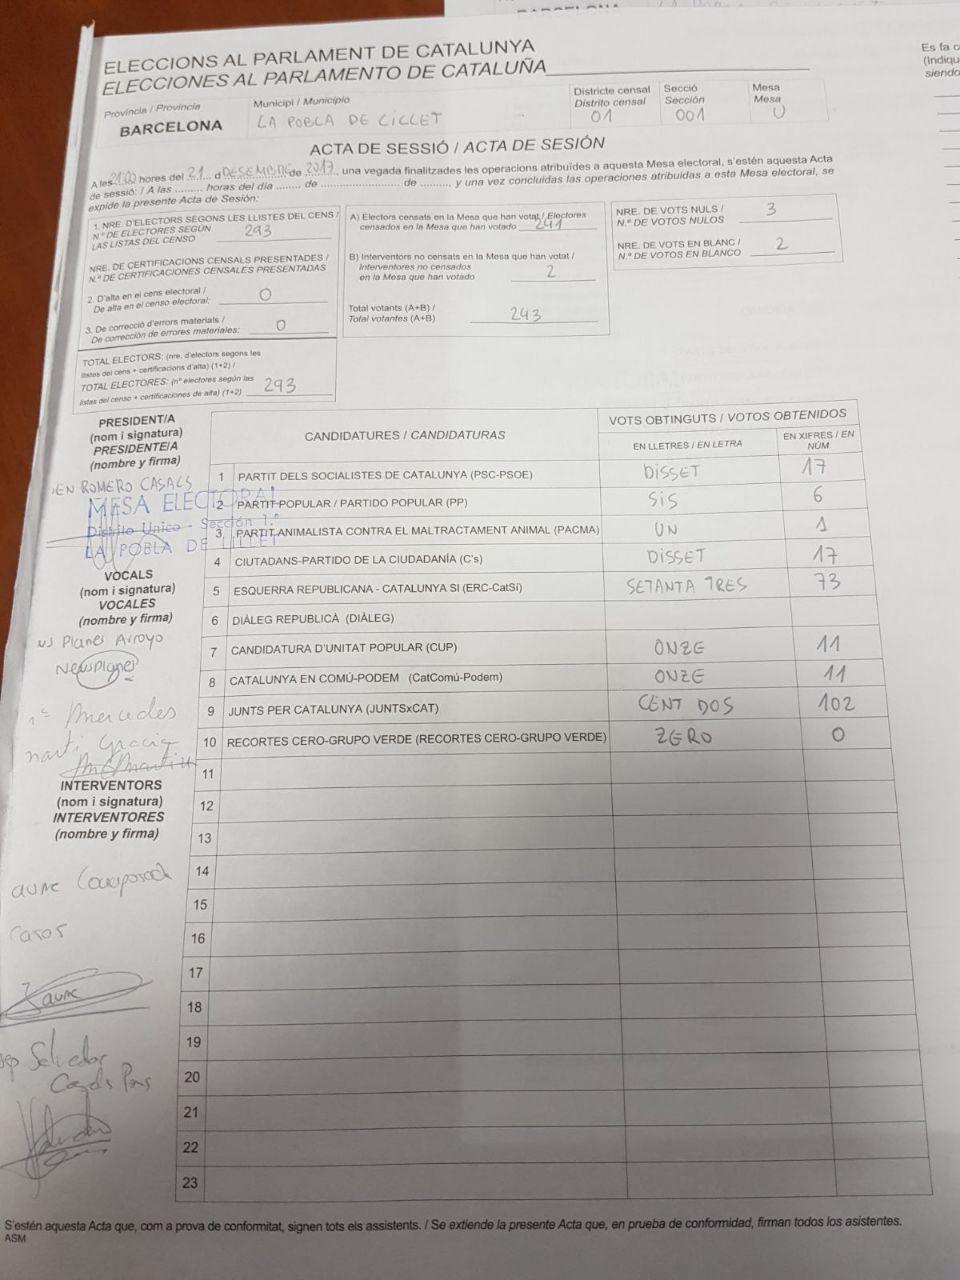 BARCELONA
Es fa c
(Indiqu
siendo
ELECCIONS AL PARLAMENT DE CATALUNYA
ELECCIONES AL PARLAMENTO DE CATALUÑA
Provincia / Provincia
BARCELONA
Municipi / Municipio
LA POBLA DE LILLET
Districte censal
Distrito censal
01
Secció
Sección
001
Mesa
Mesa
U
ACTA DE SESSIÓ / ACTA DE SESIÓN
A les 21:00 hores del 21 d DESEMBRE de 2017, una vegada finalitzades les operacions atribuïdes a aquesta Mesa electoral, s'estén aquesta Acta
de sessió: / A las ......... horas del día ....... de .......................... de ........, y una vez concluidas las operaciones atribuidas a esta Mesa electoral, se
expide la presente Acta de Sesión:
1. NRE. D'ELECTORS SEGONS LES LLISTES DEL CENS /
N.º DE ELECTORES SEGÚN
LAS LISTAS DEL CENSO
293
NRE. DE CERTIFICACIONS CENSALS PRESENTADES /
N.º DE CERTIFICACIONES CENSALES PRESENTADAS
2. D'alta en el cens electoral /
De alta en el censo electoral:
0
3. De correcció d'errors materials /
De corrección de errores materiales:
0
TOTAL ELECTORS: (nre. d'electors segons les
llistes del cens + certificacions d'alta) (1+2) /
TOTAL ELECTORES: (nº electores según las
listas del censo + certificaciones de alta) (1+2)
293
A) Electors censats en la Mesa que han votat / Electores
censados en la Mesa que han votado 241
B) Interventors no censats en la Mesa que han votat /
Interventores no censados
en la Mesa que han votado
2
Total votants (A+B) /
Total votantes (A+B)
243
NRE. DE VOTS NULS /
N.º DE VOTOS NULOS
3
NRE. DE VOTS EN BLANC /
N.º DE VOTOS EN BLANCO
2
PRESIDENT/A
(nom i signatura)
PRESIDENTE/A
(nombre y firma)
EN ROMERO CASALS
MESA ELECTORAL
Distrito Unico - Sección 1.ª
LA POBLA DE LILLET
VOCALS
(nom i signatura)
VOCALES
(nombre y firma)
us Planes Arroyo
Neus Planes
Mª Mercedes
Martí Gracia
INTERVENTORS
(nom i signatura)
INTERVENTORES
(nombre y firma)
Jaume
Salvador
CANDIDATURES / CANDIDATURAS
VOTS OBTINGUTS / VOTOS OBTENIDOS
EN LLETRES / EN LETRA
EN XIFRES / EN NÚM.
1 PARTIT DELS SOCIALISTES DE CATALUNYA (PSC-PSOE) DISSET 17
2 PARTIT POPULAR / PARTIDO POPULAR (PP) SIS 6
3 PARTIT ANIMALISTA CONTRA EL MALTRACTAMENT ANIMAL (PACMA) UN 1
4 CIUTADANS-PARTIDO DE LA CIUDADANÍA (C's) DISSET 17
5 ESQUERRA REPUBLICANA - CATALUNYA SI (ERC-CatSí) SETANTA TRES 73
6 DIÀLEG REPUBLICÀ (DIÀLEG)
7 CANDIDATURA D'UNITAT POPULAR (CUP) ONZE 11
8 CATALUNYA EN COMÚ-PODEM (CatComú-Podem) ONZE 11
9 JUNTS PER CATALUNYA (JUNTSxCAT) CENT DOS 102
10 RECORTES CERO-GRUPO VERDE (RECORTES CERO-GRUPO VERDE) ZERO 0
11
12
13
14
15
16
17
18
19
20
21
22
23
S'estén aquesta Acta que, com a prova de conformitat, signen tots els assistents. / Se extiende la presente Acta que, en prueba de conformidad, firman todos los asistentes.
ASM